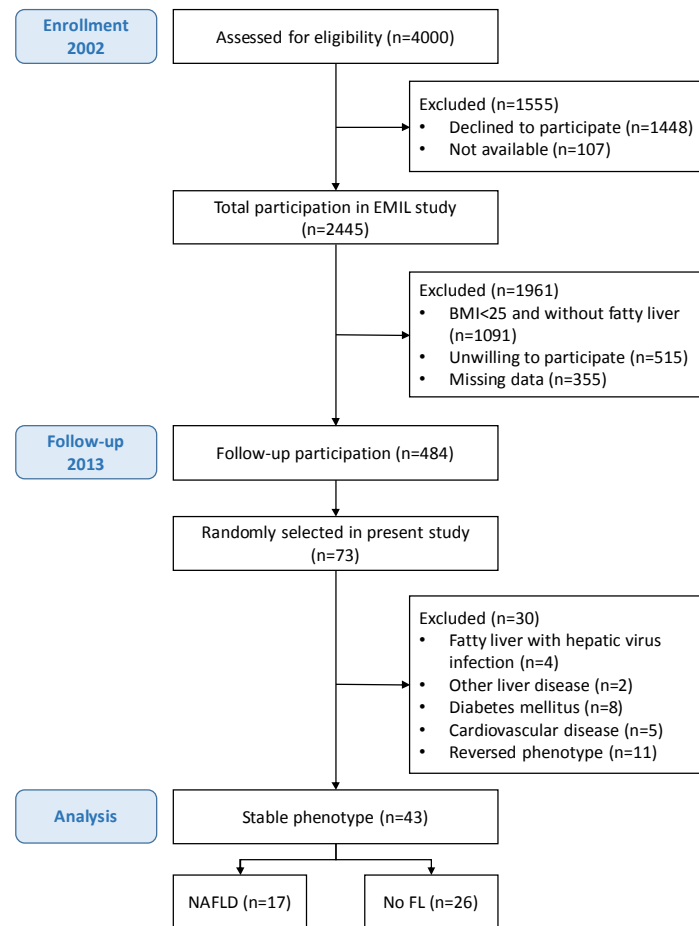 Enrollment
2002
Assessed for eligibility (n=4000)
Excluded (n=1555)
• Declined to participate (n=1448)
• Not available (n=107)
Total participation in EMIL study
(n=2445)
Excluded (n=1961)
• BMI<25 and without fatty liver
(n=1091)
• Unwilling to participate (n=515)
• Missing data (n=355)
Follow-up
2013
Follow-up participation (n=484)
Randomly selected in present study
(n=73)
Excluded (n=30)
• Fatty liver with hepatic virus
infection (n=4)
• Other liver disease (n=2)
• Diabetes mellitus (n=8)
• Cardiovascular disease (n=5)
• Reversed phenotype (n=11)
Analysis
Stable phenotype (n=43)
NAFLD (n=17)
No FL (n=26)